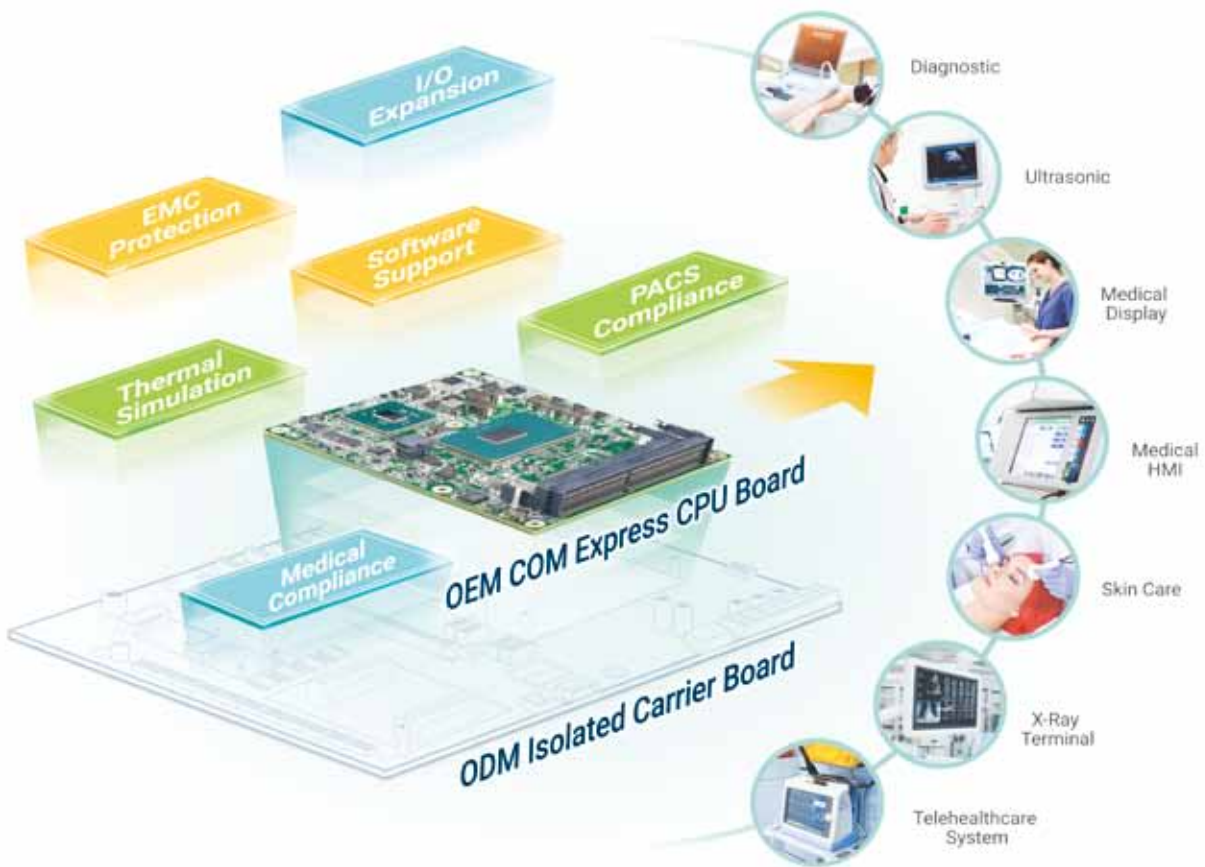 I/O
Expansion
EMC
Protection
Software
Support
PACS
Compliance
Thermal
Simulation
Medical
Compliance
OEM COM Express CPU Board
ODM Isolated Carrier Board
Diagnostic
Ultrasonic
Medical
Display
Medical
HMI
Skin Care
X-Ray
Terminal
Telehealthcare
System